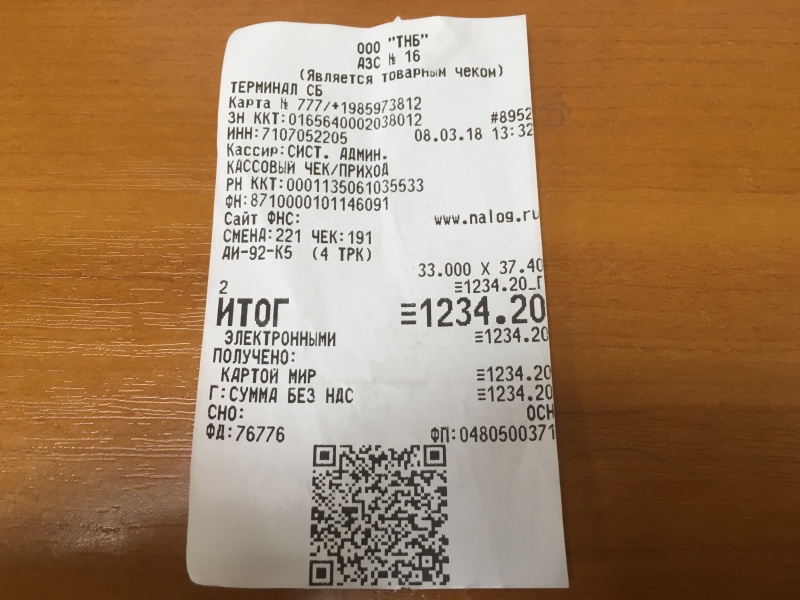 ООО "ТНБ"
АЗС № 16
(Является товарным чеком)
ТЕРМИНАЛ СБ
Карта № 777/+1985973812
ЗН ККТ:0165640002038012 #8952
ИНН:7107052205 08.03.18 13:32
Кассир:СИСТ. АДМИН.
КАССОВЫЙ ЧЕК/ПРИХОД
РН ККТ:0001135061035533
ФН:8710000101146091
Сайт ФНС: www.nalog.ru
СМЕНА:221 ЧЕК:191
АИ-92-К5 (4 ТРК)
33.000 X 37.40
2 ≡1234.20_Г
ИТОГ ≡1234.20
ЭЛЕКТРОННЫМИ ≡1234.20
ПОЛУЧЕНО:
КАРТОЙ МИР ≡1234.20
Г:СУММА БЕЗ НДС ≡1234.20
СНО: ОСН
ФД:76776 ФП:0480500371